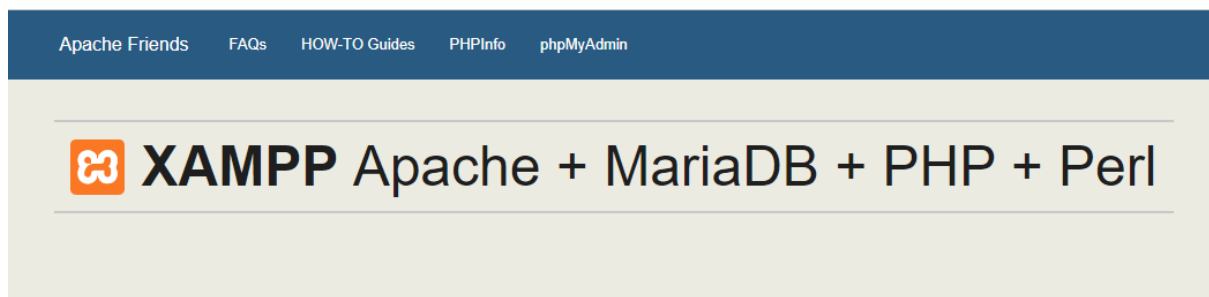 Apache Friends FAQs HOW-TO Guides PHPInfo phpMyAdmin
XAMPP Apache + MariaDB + PHP + Perl